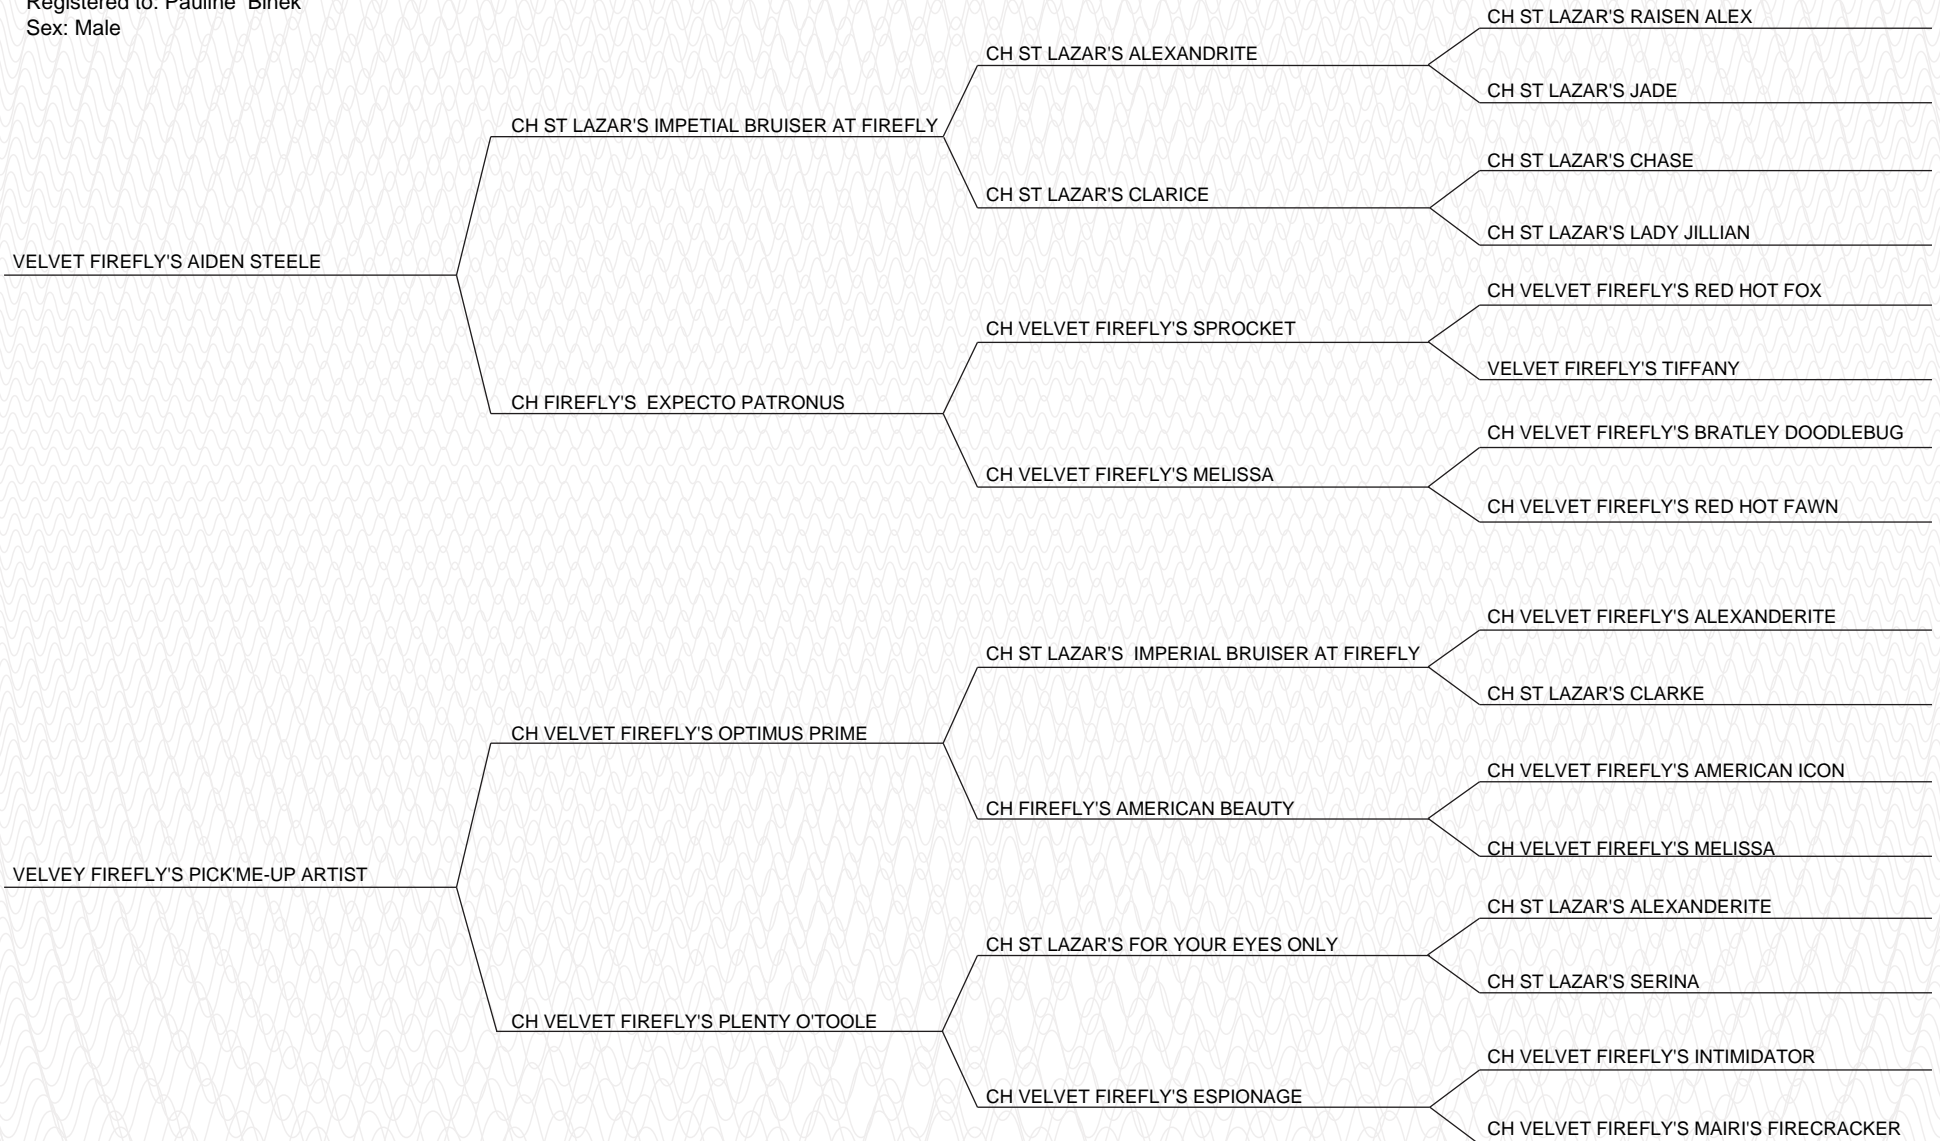 Registered to: Pauline  Binek
Sex: Male
CH ST LAZAR'S RAISEN ALEX
CH ST LAZAR'S ALEXANDRITE
CH ST LAZAR'S JADE
CH ST LAZAR'S IMPETIAL BRUISER AT FIREFLY
CH ST LAZAR'S CHASE
CH ST LAZAR'S CLARICE
CH ST LAZAR'S LADY JILLIAN
VELVET FIREFLY'S AIDEN STEELE
CH VELVET FIREFLY'S RED HOT FOX
CH VELVET FIREFLY'S SPROCKET
VELVET FIREFLY'S TIFFANY
CH FIREFLY'S  EXPECTO PATRONUS
CH VELVET FIREFLY'S BRATLEY DOODLEBUG
CH VELVET FIREFLY'S MELISSA
CH VELVET FIREFLY'S RED HOT FAWN
CH VELVET FIREFLY'S ALEXANDERITE
CH ST LAZAR'S  IMPERIAL BRUISER AT FIREFLY
CH ST LAZAR'S CLARKE
CH VELVET FIREFLY'S OPTIMUS PRIME
CH VELVET FIREFLY'S AMERICAN ICON
CH FIREFLY'S AMERICAN BEAUTY
CH VELVET FIREFLY'S MELISSA
VELVEY FIREFLY'S PICK'ME-UP ARTIST
CH ST LAZAR'S ALEXANDERITE
CH ST LAZAR'S FOR YOUR EYES ONLY
CH ST LAZAR'S SERINA
CH VELVET FIREFLY'S PLENTY O'TOOLE
CH VELVET FIREFLY'S INTIMIDATOR
CH VELVET FIREFLY'S ESPIONAGE
CH VELVET FIREFLY'S MAIRI'S FIRECRACKER